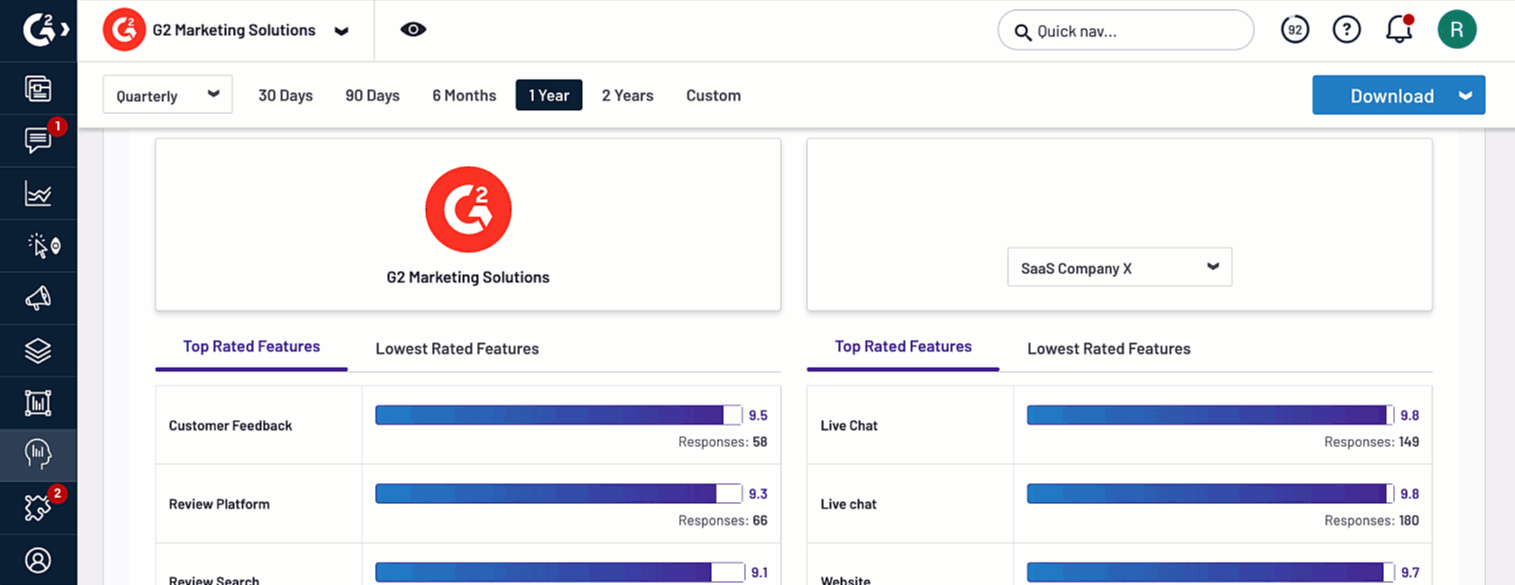 G2
G2 G2 Marketing Solutions
Quick nav...
92
?
R
Quarterly
30 Days
90 Days
6 Months
1 Year
2 Years
Custom
Download
1
2
G2
G2 Marketing Solutions
SaaS Company X
Top Rated Features
Lowest Rated Features
Customer Feedback
9.5
Responses: 58
Review Platform
9.3
Responses: 66
Review Search
9.1
Top Rated Features
Lowest Rated Features
Live Chat
9.8
Responses: 149
Live chat
9.8
Responses: 180
Website
9.7